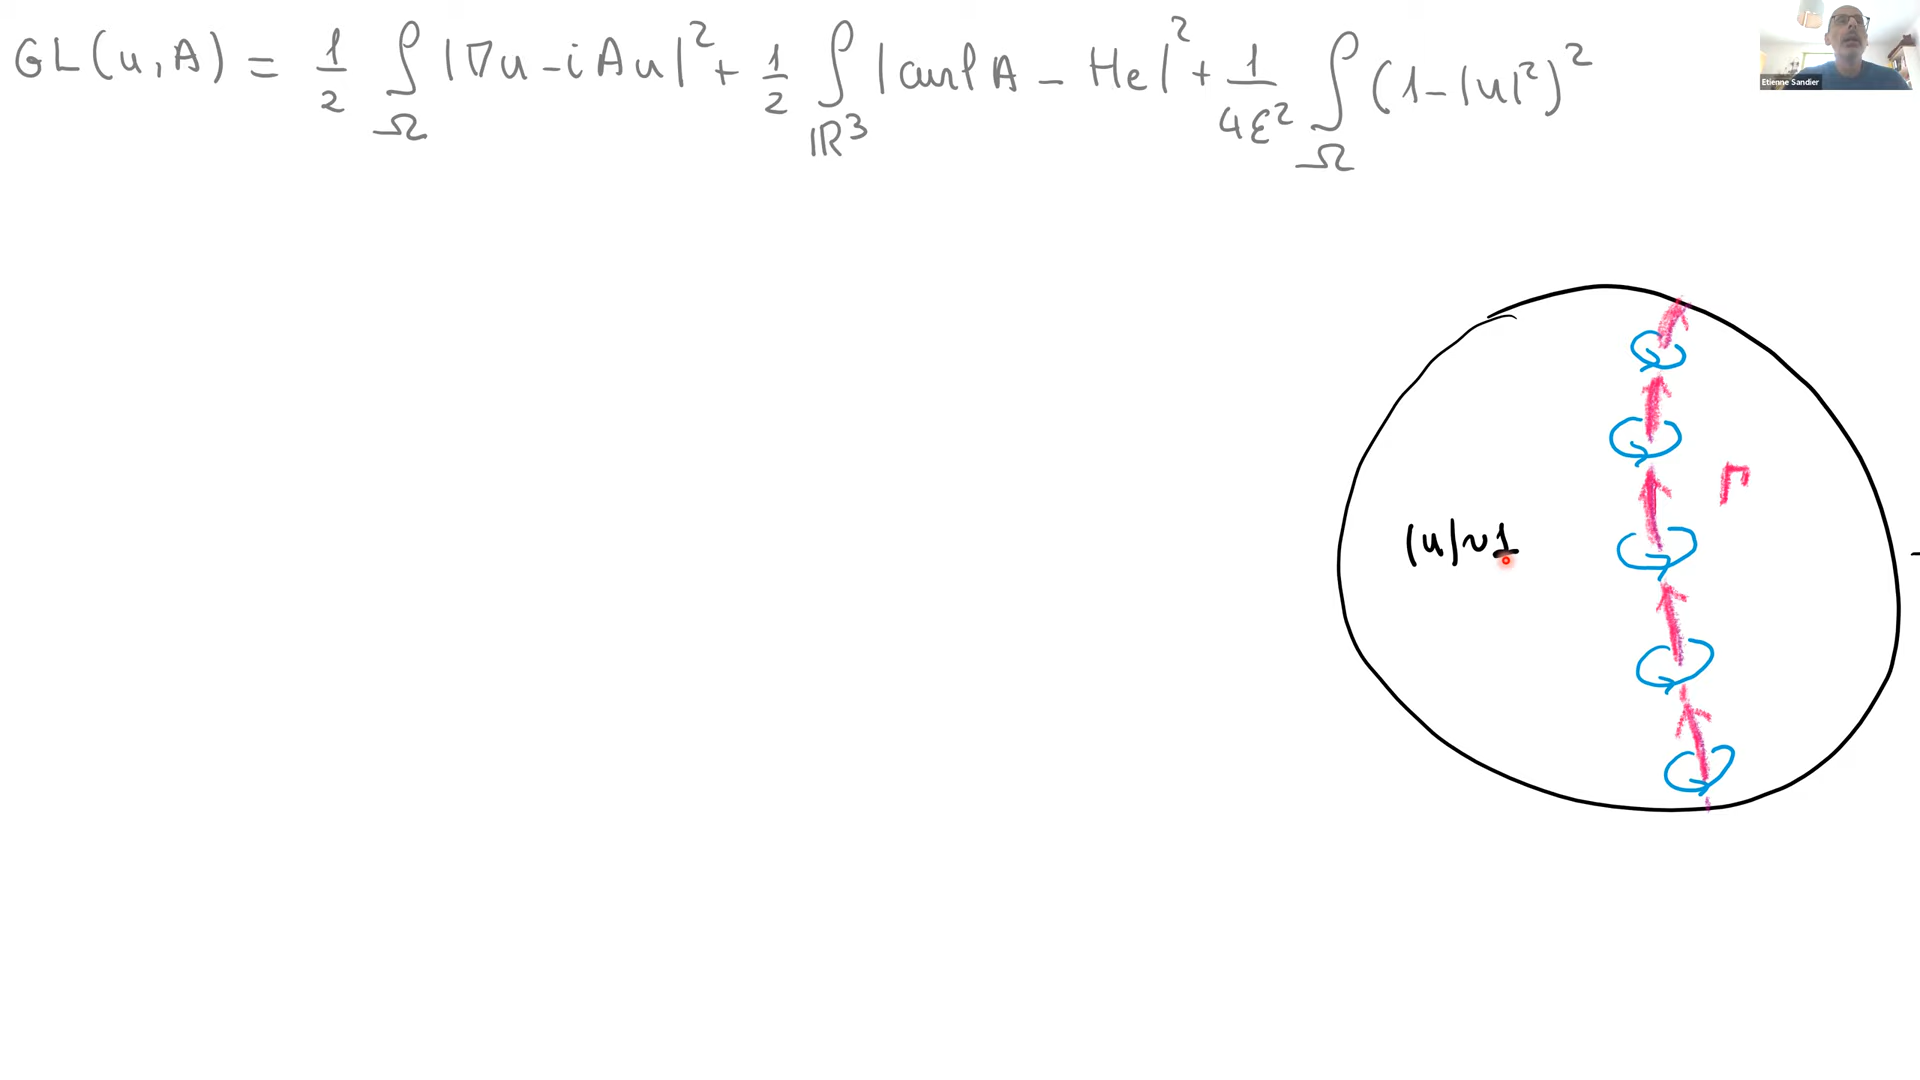 GL(u,A) = 1/2 ∫_Ω |∇u - iAu|² + 1/2 ∫_ℝ³ |curl A - He|² + 1/4ε² ∫_Ω (1-|u|²)²
Etienne Sandier
Γ
|u|~1